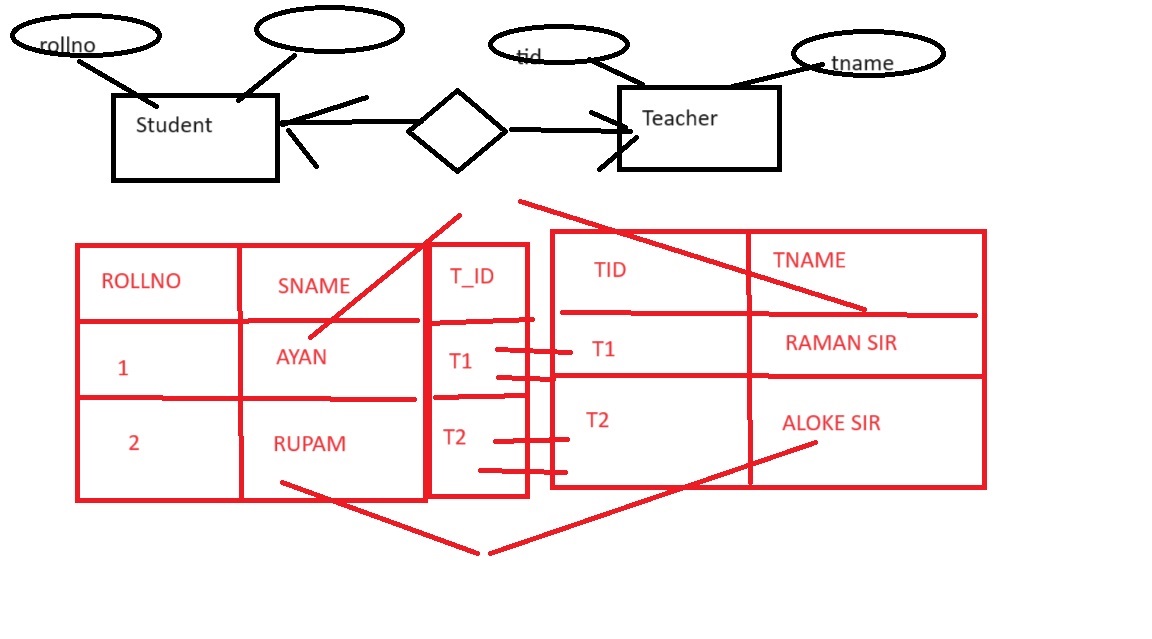 rollno
tid
tname
Student
Teacher
ROLLNO SNAME T_ID TID TNAME
1 AYAN T1 T1 RAMAN SIR
2 RUPAM T2 T2 ALOKE SIR